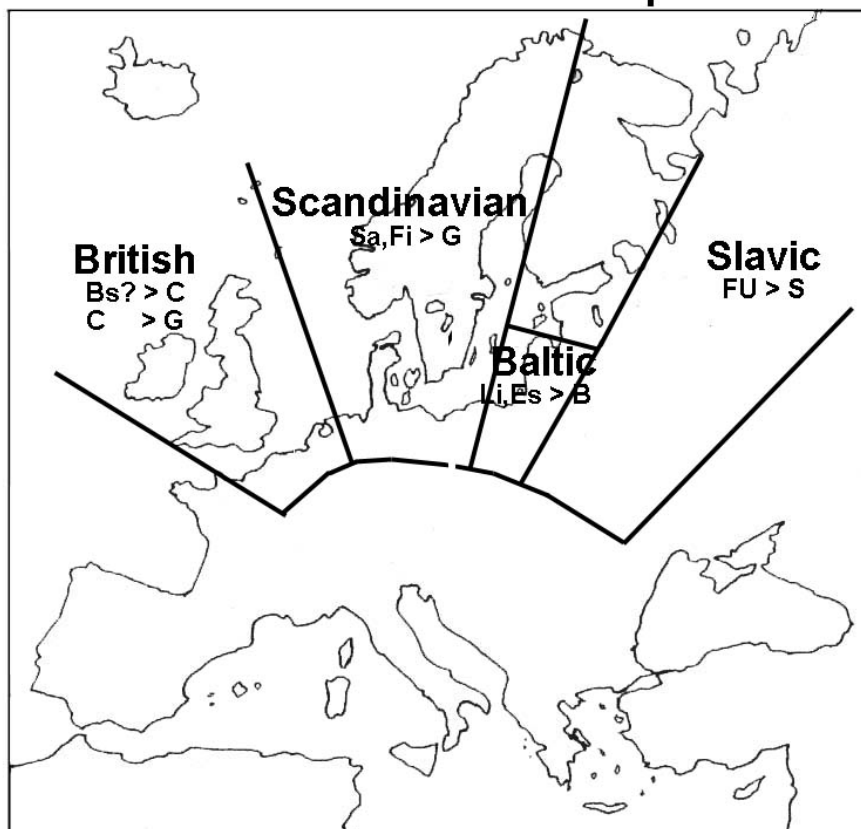 Scandinavian
Sa,Fi > G
British
Bs? > C
C > G
Slavic
FU > S
Baltic
Li,Es > B